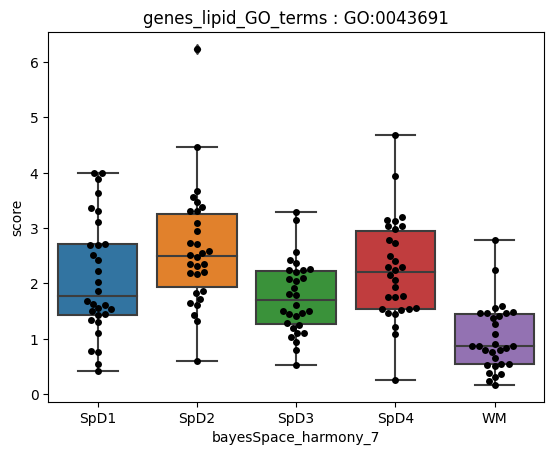 genes_lipid_GO_terms : GO:0043691
score
6
5
4
3
2
1
0
SpD1 SpD2 SpD3 SpD4 WM
bayesSpace_harmony_7